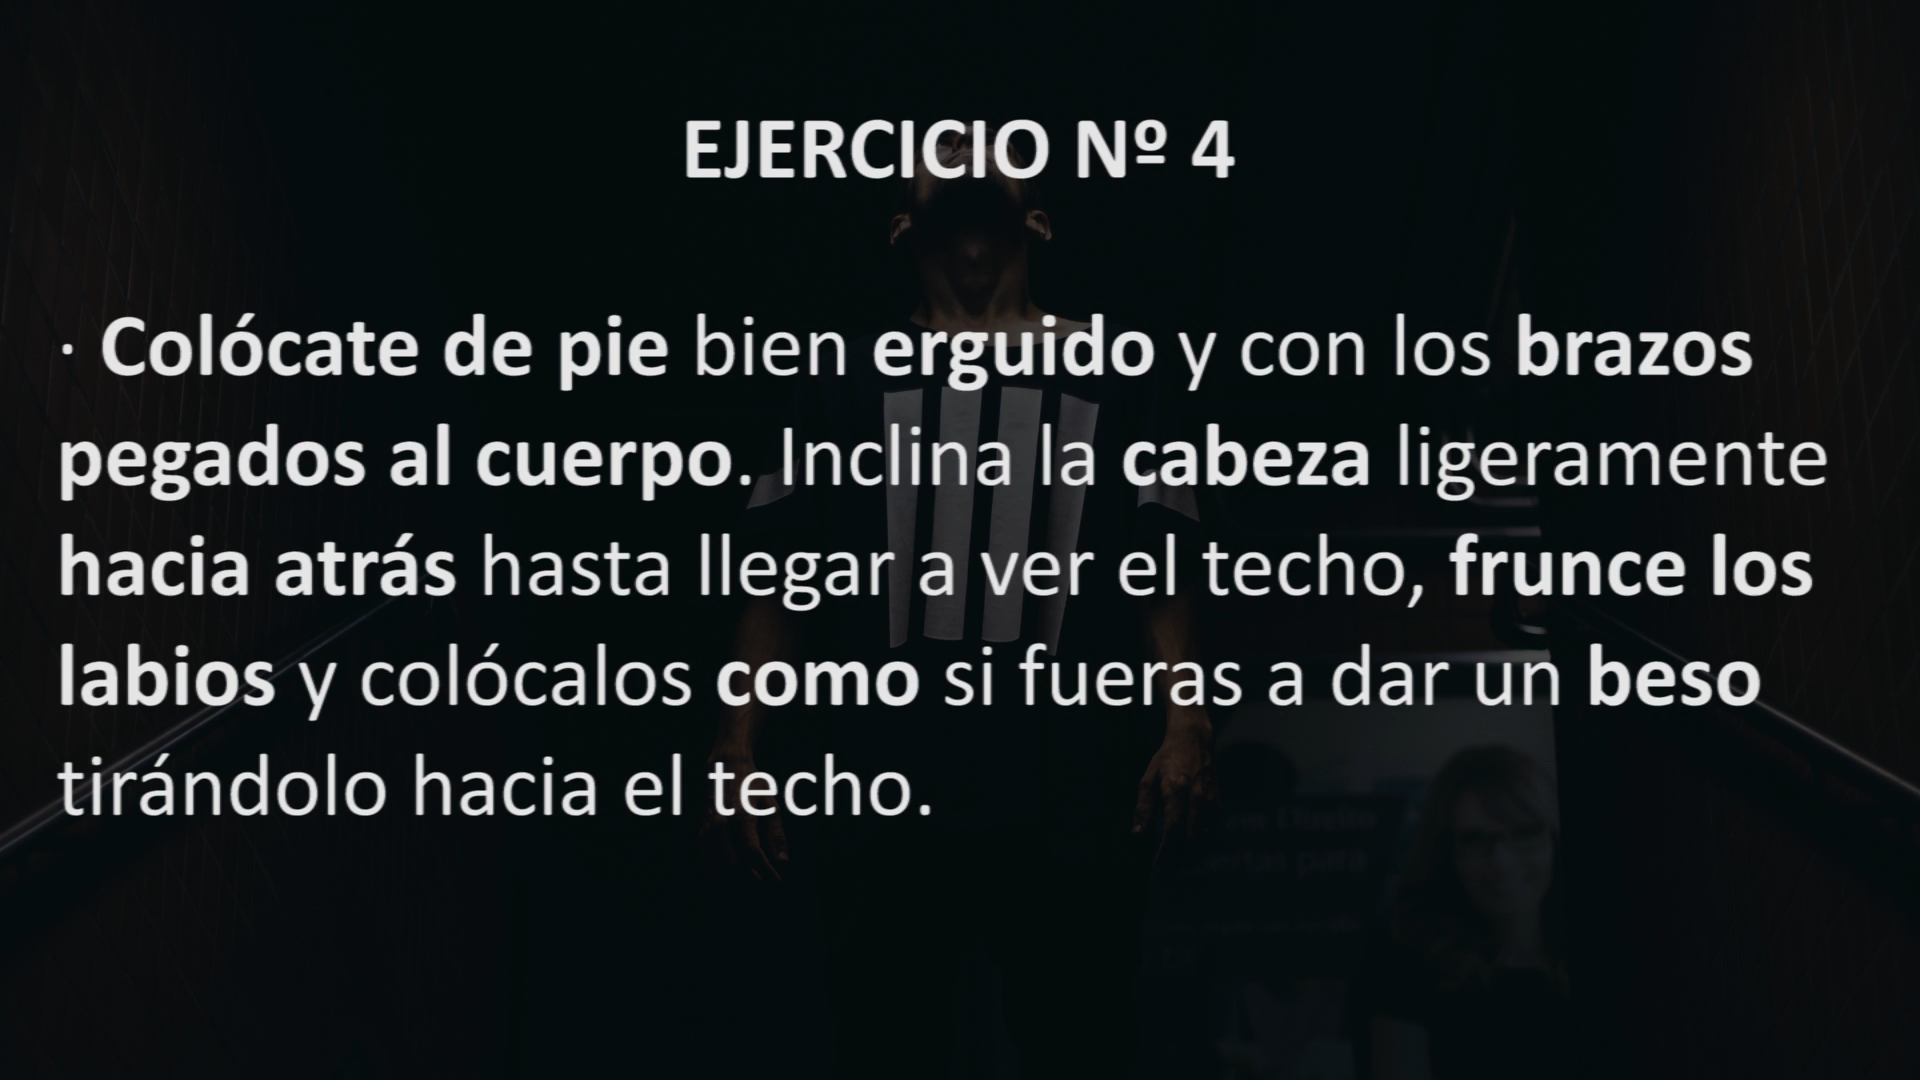 EJERCICIO Nº 4
· Colócate de pie bien erguido y con los brazos
pegados al cuerpo. Inclina la cabeza ligeramente
hacia atrás hasta llegar a ver el techo, frunce los
labios y colócalos como si fueras a dar un beso
tirándolo hacia el techo.